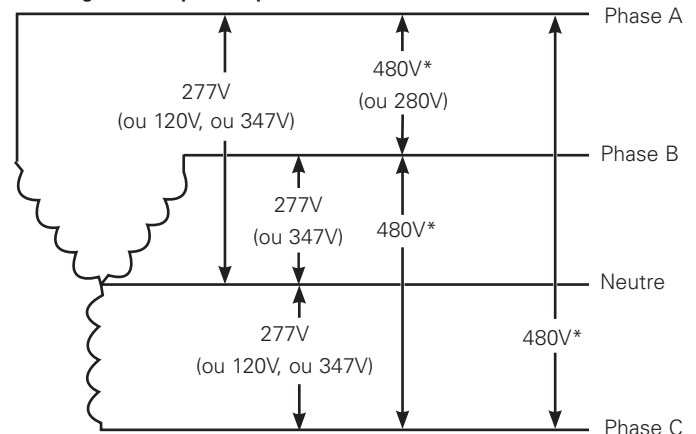 Phase A
480V*
(ou 280V)
277V
(ou 120V, ou 347V)
Phase B
277V
(ou 347V)
480V*
Neutre
277V
(ou 120V, ou 347V)
480V*
Phase C